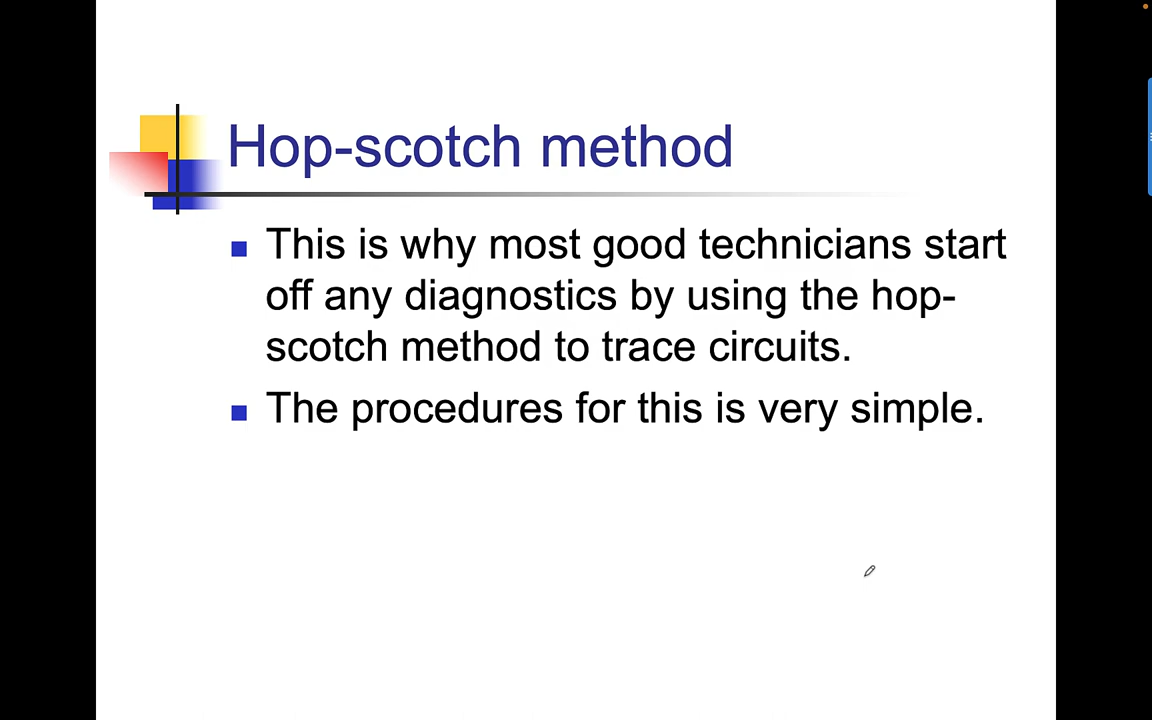 Hop-scotch method
This is why most good technicians start
off any diagnostics by using the hop-
scotch method to trace circuits.
The procedures for this is very simple.